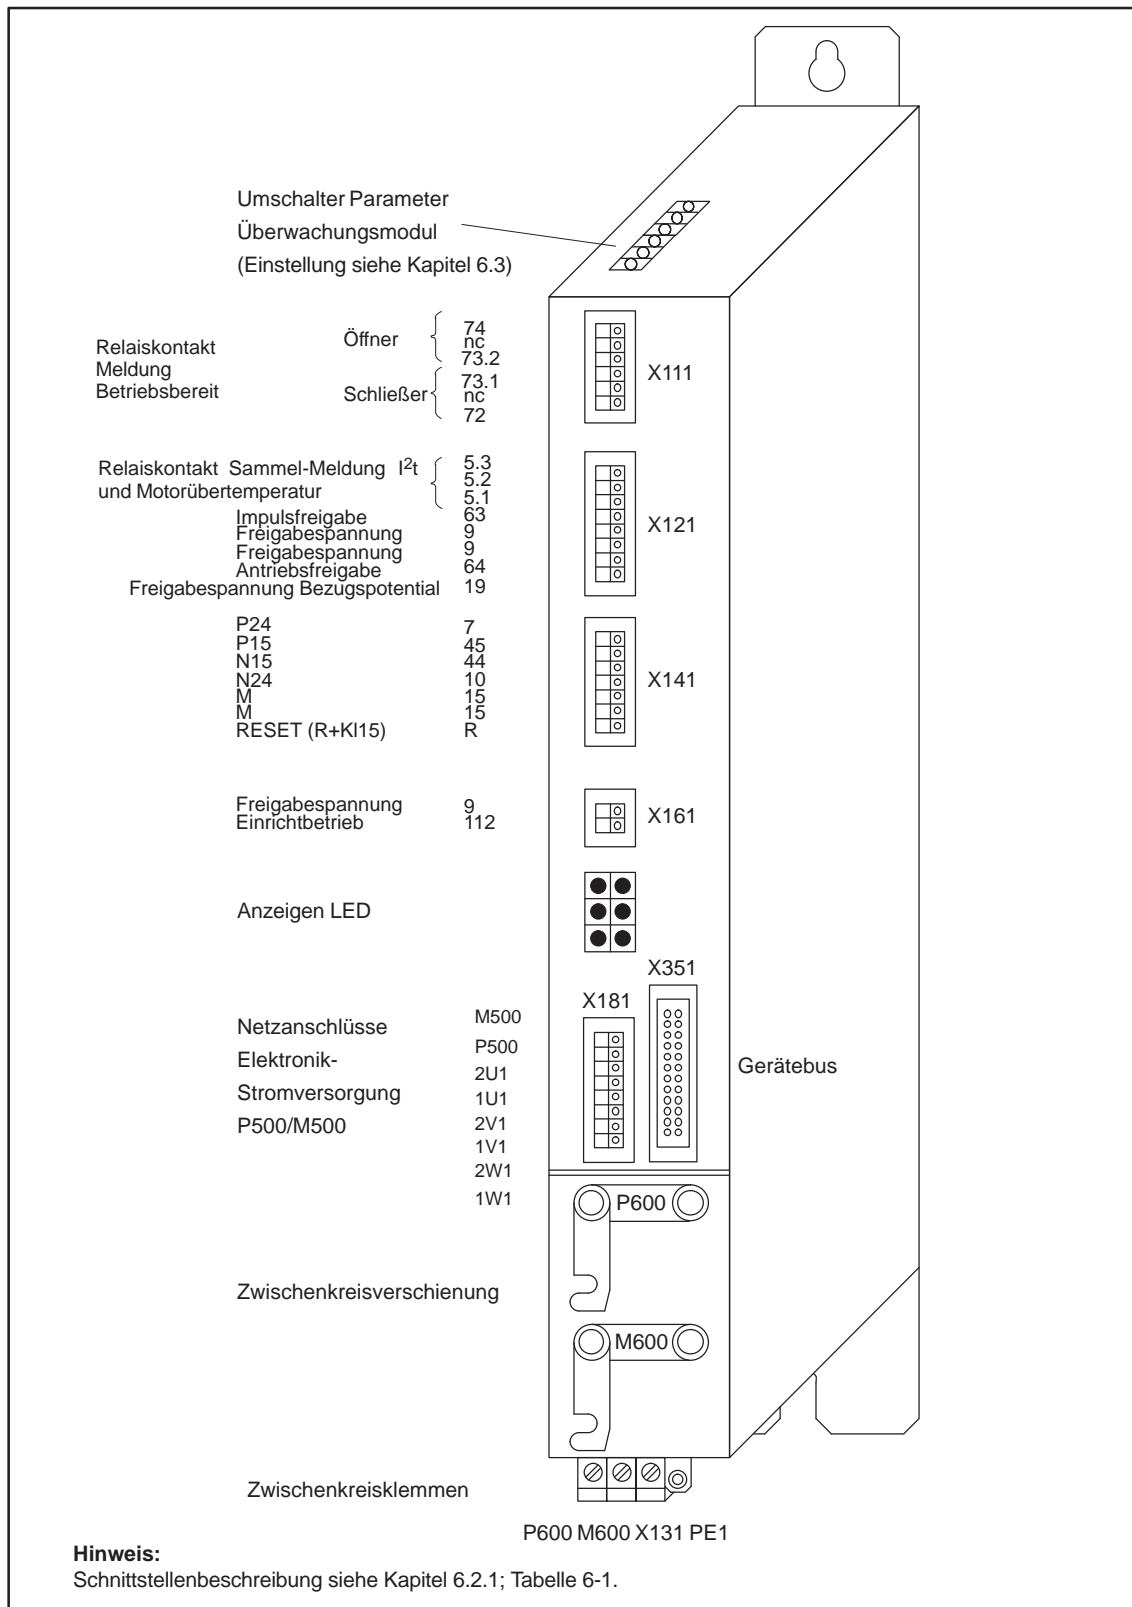 Umschalter Parameter
Überwachungsmodul
(Einstellung siehe Kapitel 6.3)
Relaiskontakt
Meldung
Betriebsbereit
Öffner
74
nc
73.2
Schließer
73.1
nc
72
X111
Relaiskontakt Sammel-Meldung I²t
und Motorübertemperatur
5.3
5.2
5.1
Impulsfreigabe 63
Freigabespannung 9
Freigabespannung 9
Antriebsfreigabe 64
Freigabespannung Bezugspotential 19
X121
P24 7
P15 45
N15 44
N24 10
M 15
M 15
RESET (R+Kl15) R
X141
Freigabespannung 9
Einrichtbetrieb 112
X161
Anzeigen LED
X351
X181
Netzanschlüsse
Elektronik-
Stromversorgung
P500/M500
M500
P500
2U1
1U1
2V1
1V1
2W1
1W1
Gerätebus
P600
Zwischenkreisverschienung
M600
Zwischenkreisklemmen
P600 M600 X131 PE1
Hinweis:
Schnittstellenbeschreibung siehe Kapitel 6.2.1; Tabelle 6-1.